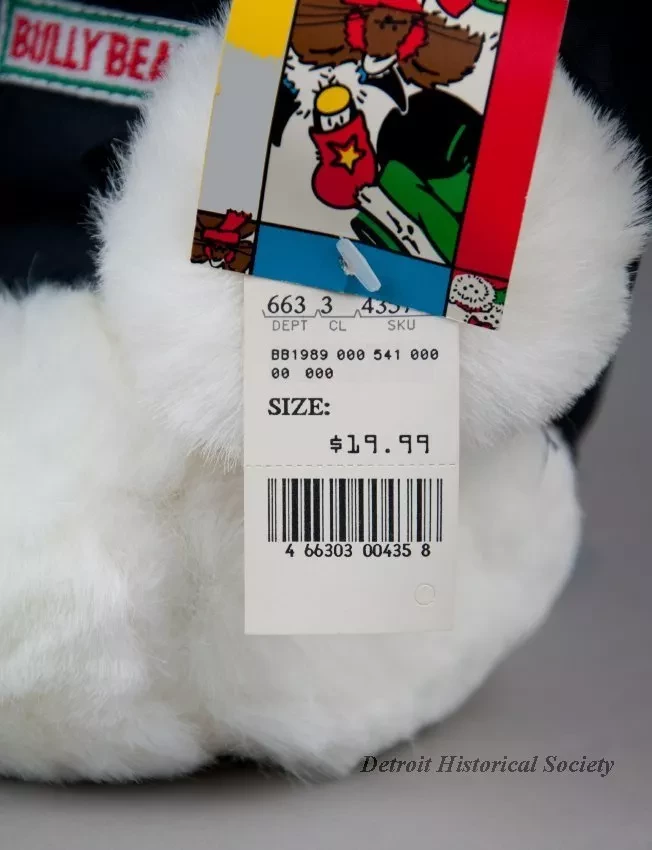 BULLY BEA
663 3 4357
DEPT CL SKU
BB1989 000 541 000
00 000
SIZE:
$19.99
4 66303 00435 8
Detroit Historical Society